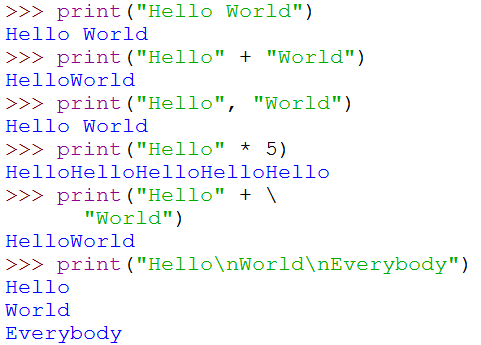 >>> print("Hello World")
Hello World
>>> print("Hello" + "World")
HelloWorld
>>> print("Hello", "World")
Hello World
>>> print("Hello" * 5)
HelloHelloHelloHelloHello
>>> print("Hello" + \
      "World")
HelloWorld
>>> print("Hello\nWorld\nEverybody")
Hello
World
Everybody